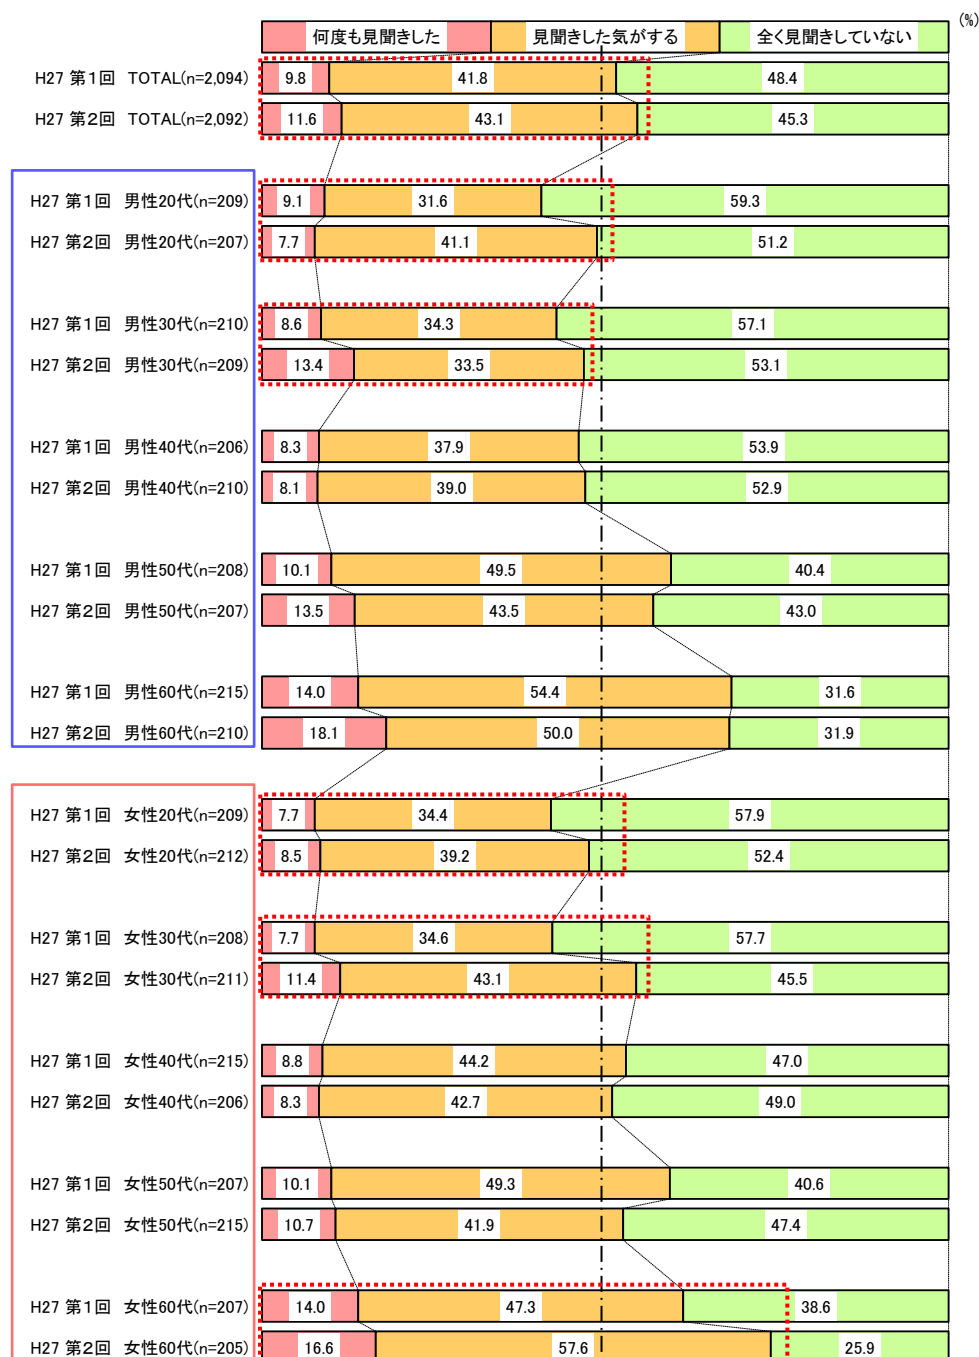 (%)
何度も見聞きした 見聞きした気がする 全く見聞きしていない
H27 第1回 TOTAL(n=2,094) 9.8 41.8 48.4
H27 第2回 TOTAL(n=2,092) 11.6 43.1 45.3
H27 第1回 男性20代(n=209) 9.1 31.6 59.3
H27 第2回 男性20代(n=207) 7.7 41.1 51.2
H27 第1回 男性30代(n=210) 8.6 34.3 57.1
H27 第2回 男性30代(n=209) 13.4 33.5 53.1
H27 第1回 男性40代(n=206) 8.3 37.9 53.9
H27 第2回 男性40代(n=210) 8.1 39.0 52.9
H27 第1回 男性50代(n=208) 10.1 49.5 40.4
H27 第2回 男性50代(n=207) 13.5 43.5 43.0
H27 第1回 男性60代(n=215) 14.0 54.4 31.6
H27 第2回 男性60代(n=210) 18.1 50.0 31.9
H27 第1回 女性20代(n=209) 7.7 34.4 57.9
H27 第2回 女性20代(n=212) 8.5 39.2 52.4
H27 第1回 女性30代(n=208) 7.7 34.6 57.7
H27 第2回 女性30代(n=211) 11.4 43.1 45.5
H27 第1回 女性40代(n=215) 8.8 44.2 47.0
H27 第2回 女性40代(n=206) 8.3 42.7 49.0
H27 第1回 女性50代(n=207) 10.1 49.3 40.6
H27 第2回 女性50代(n=215) 10.7 41.9 47.4
H27 第1回 女性60代(n=207) 14.0 47.3 38.6
H27 第2回 女性60代(n=205) 16.6 57.6 25.9